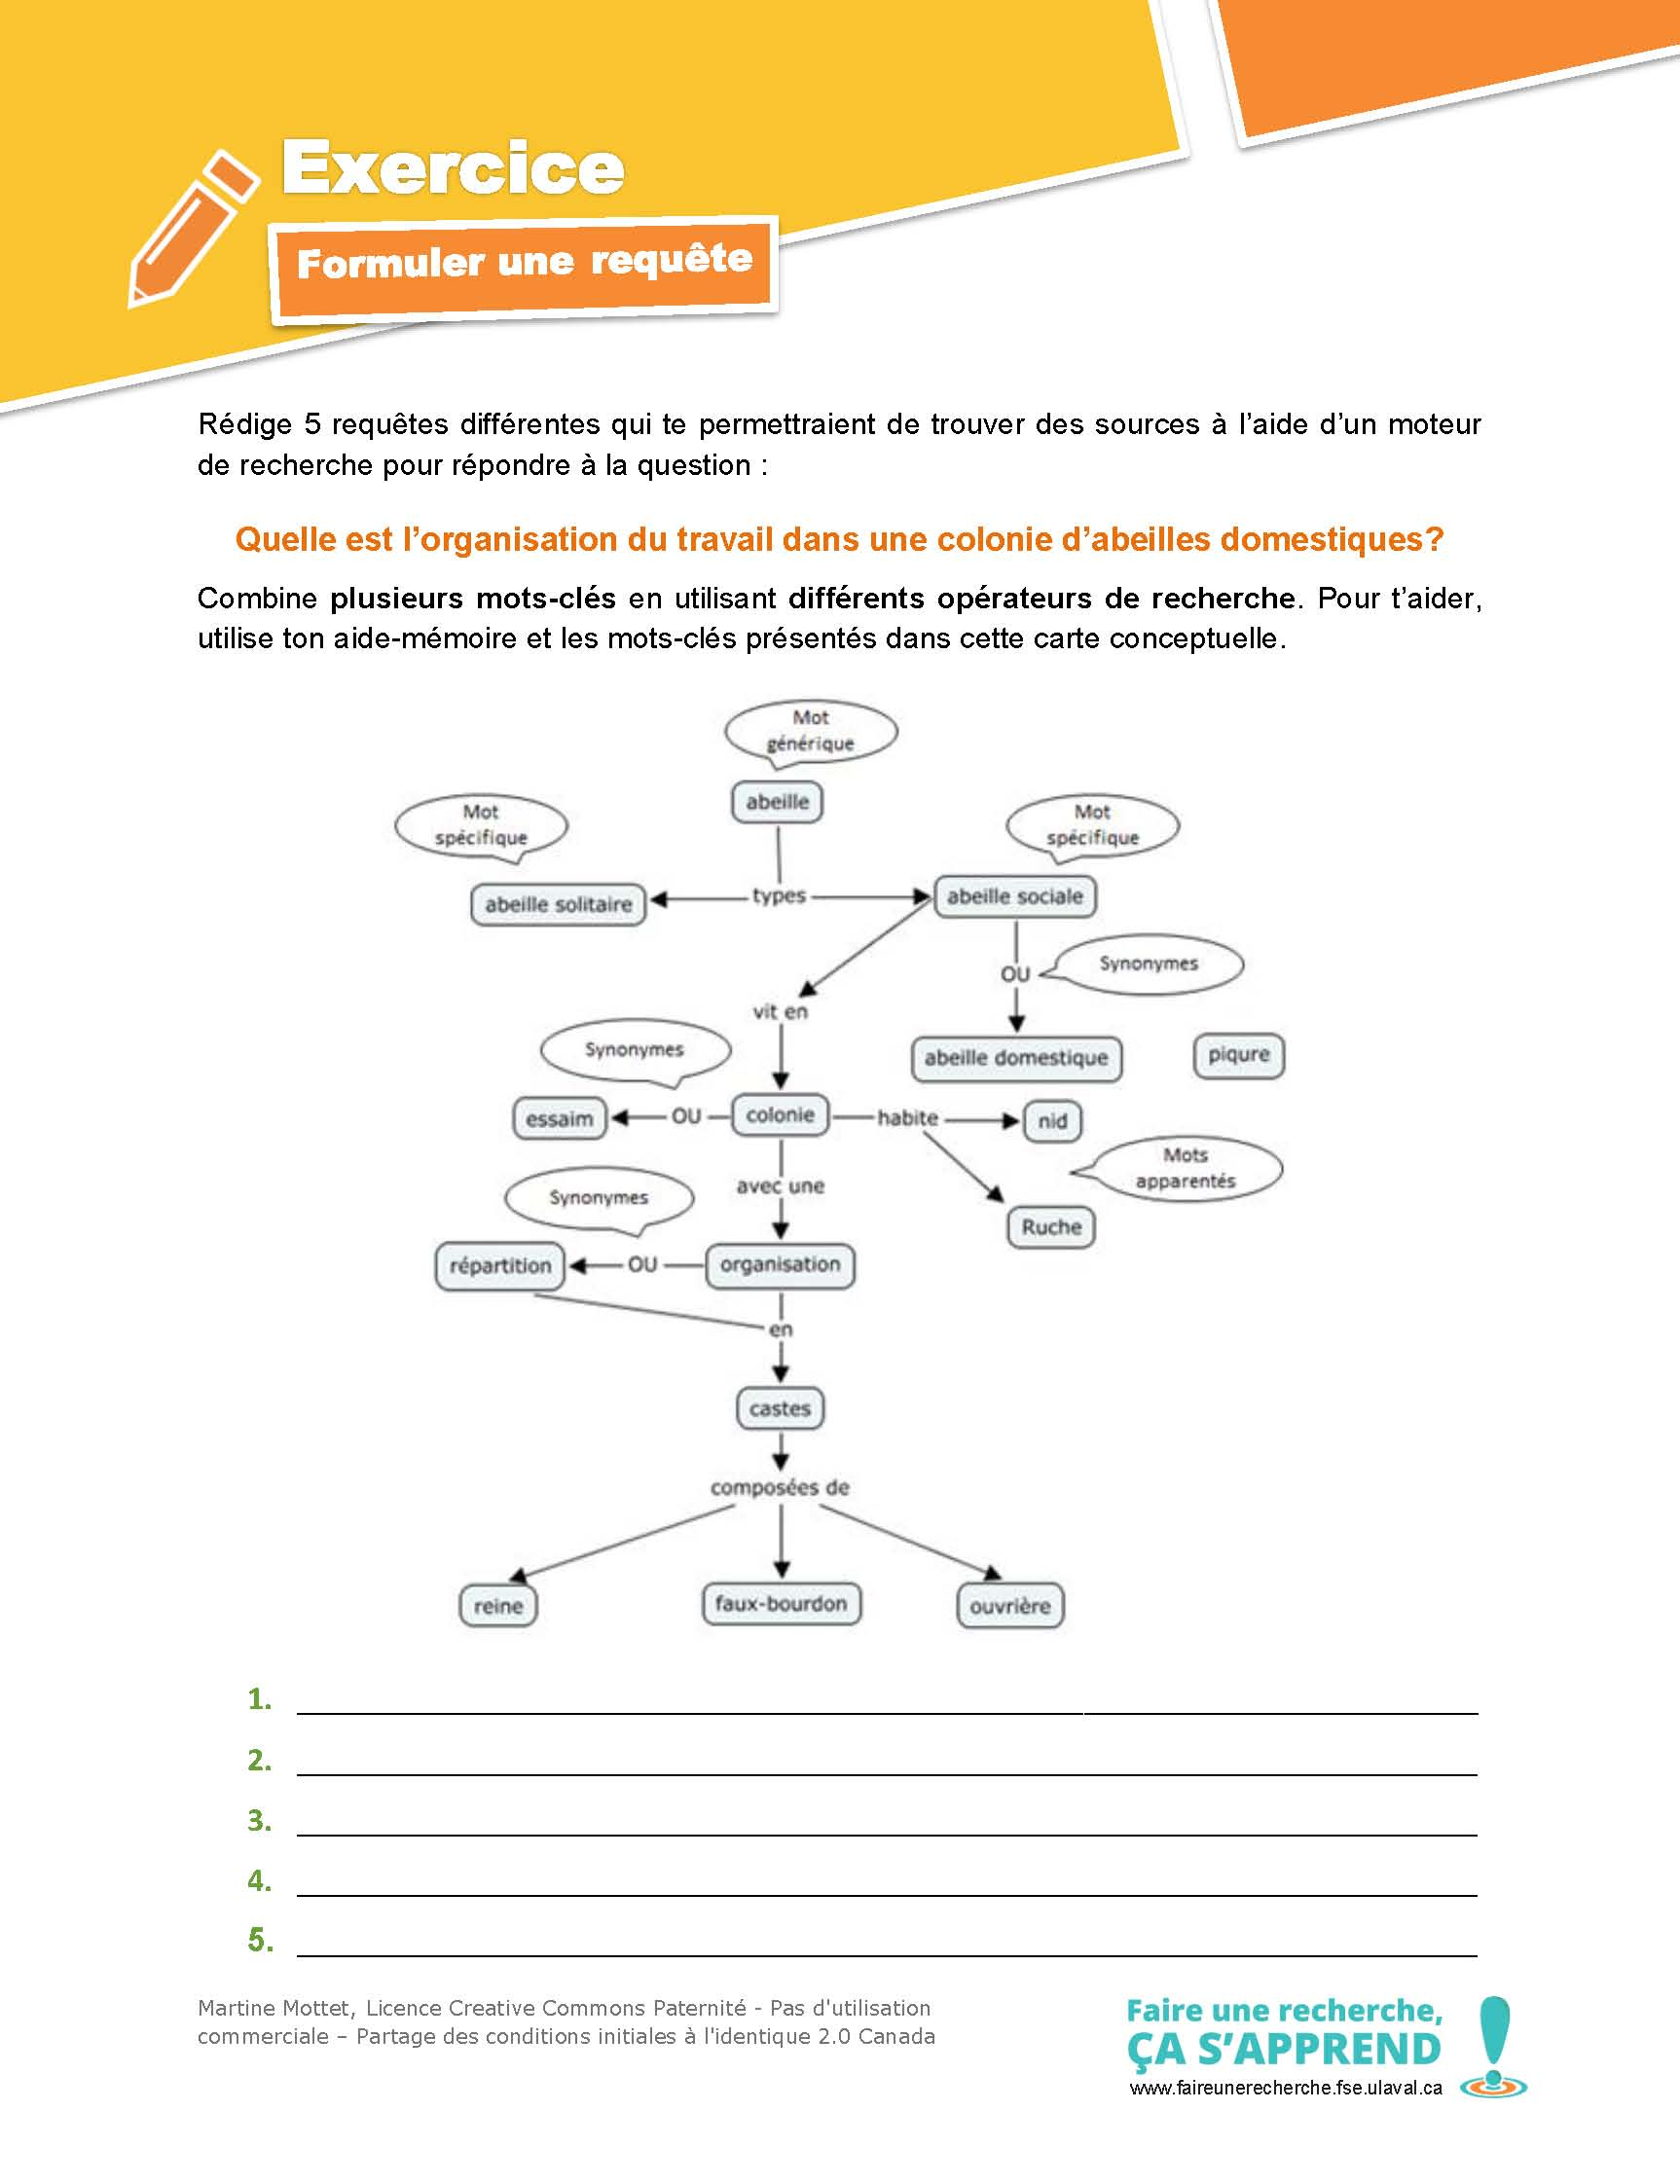 Exercice
Formuler une requête
Rédige 5 requêtes différentes qui te permettraient de trouver des sources à l’aide d’un moteur
de recherche pour répondre à la question :
Quelle est l’organisation du travail dans une colonie d’abeilles domestiques?
Combine plusieurs mots-clés en utilisant différents opérateurs de recherche. Pour t’aider,
utilise ton aide-mémoire et les mots-clés présentés dans cette carte conceptuelle.
Mot
générique
abeille
Mot
spécifique
Mot
spécifique
abeille solitaire
types
abeille sociale
OU
Synonymes
vit en
Synonymes
abeille domestique
piqure
essaim
OU
colonie
habite
nid
Mots
apparentés
Synonymes
avec une
Ruche
répartition
OU
organisation
en
castes
composées de
reine
faux-bourdon
ouvrière
1.
2.
3.
4.
5.
Martine Mottet, Licence Creative Commons Paternité - Pas d'utilisation
commerciale – Partage des conditions initiales à l'identique 2.0 Canada
Faire une recherche,
ÇA S’APPREND
www.faireunerecherche.fse.ulaval.ca